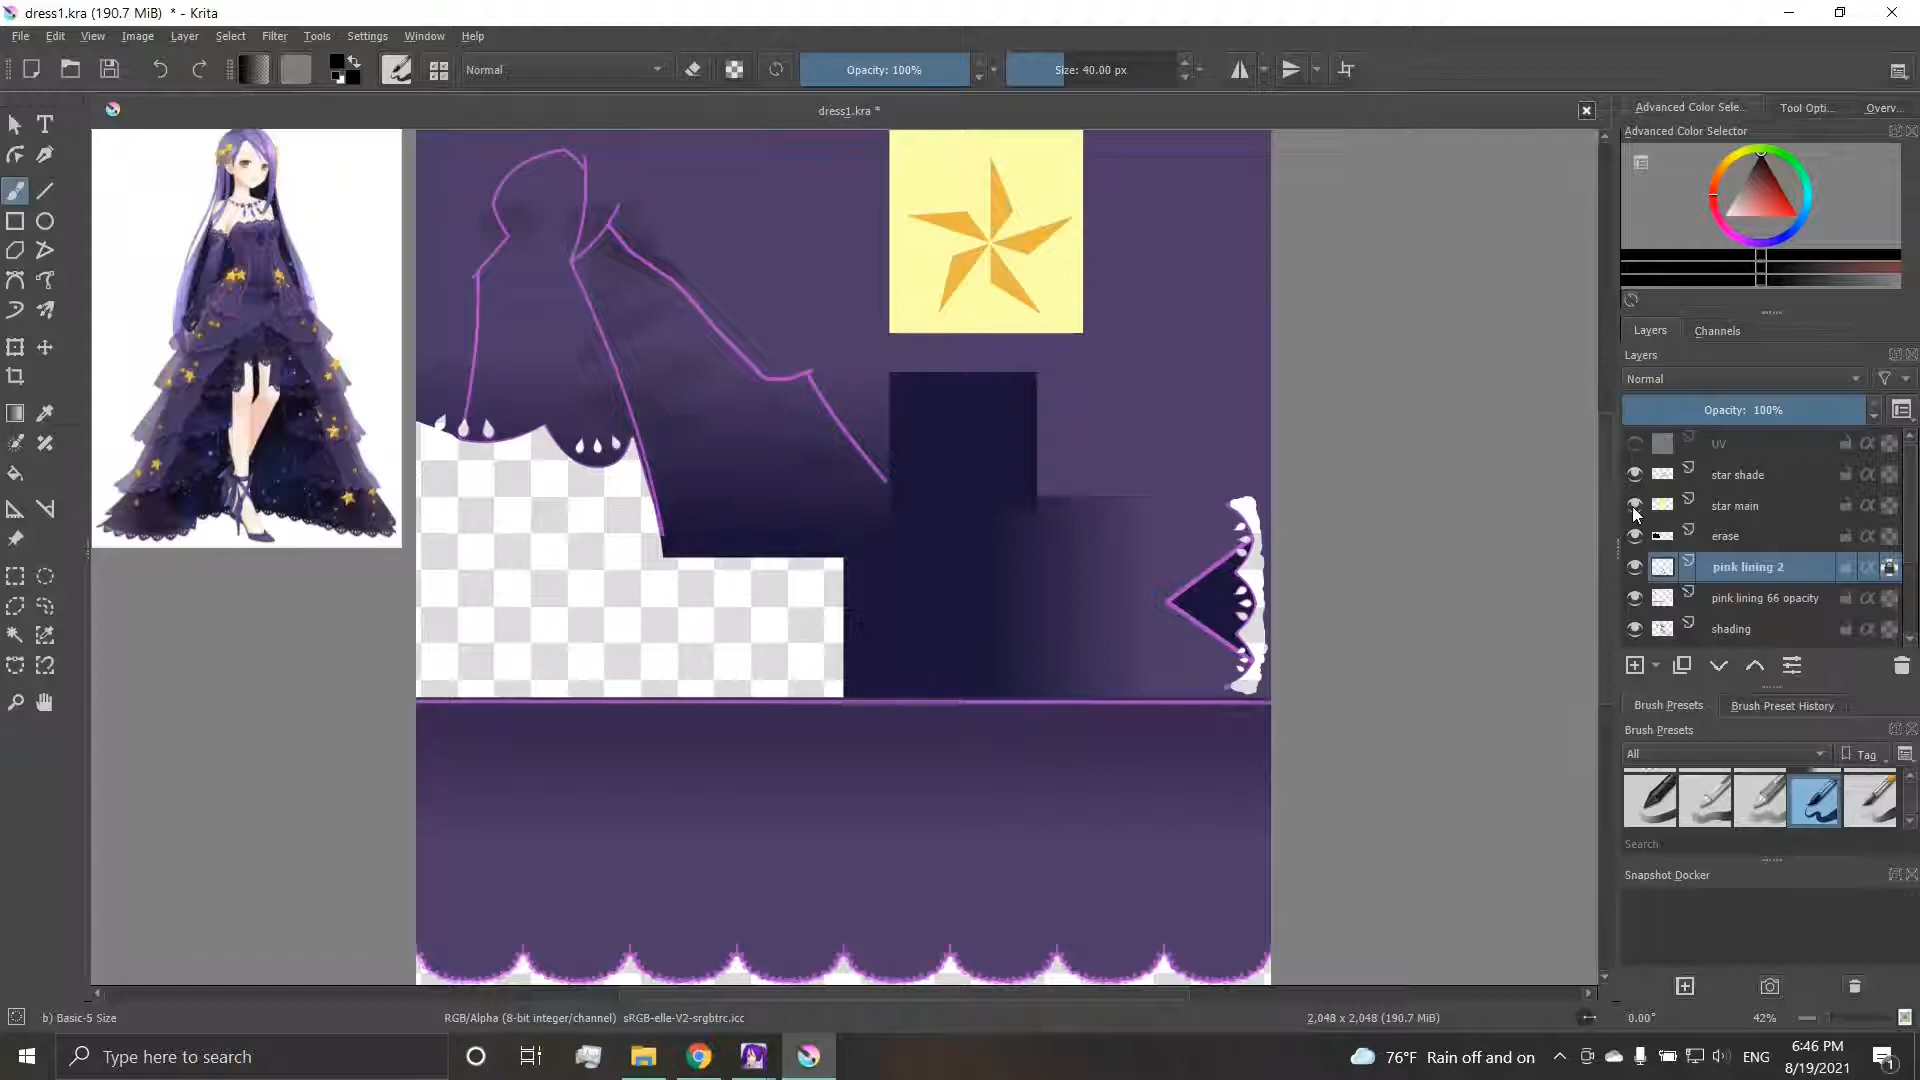 dress1.kra (190.7 MiB) * - Krita
File Edit View Image Layer Select Filter Tools Settings Window Help
Normal
Opacity: 100%
Size: 40.00 px
dress1.kra *
Advanced Color Sele...
Tool Opti...
Overv...
Advanced Color Selector
Layers
Channels
Layers
Normal
Opacity: 100%
UV
star shade
star main
erase
pink lining 2
pink lining 66 opacity
shading
Brush Presets
Brush Preset History
Brush Presets
All
Tag
Search
Snapshot Docker
b) Basic-5 Size
RGB/Alpha (8-bit integer/channel) sRGB-elle-V2-srgbtrc.icc
2,048 x 2,048 (190.7 MiB)
0.00°
42%
Type here to search
76°F Rain off and on
ENG
6:46 PM
8/19/2021
1